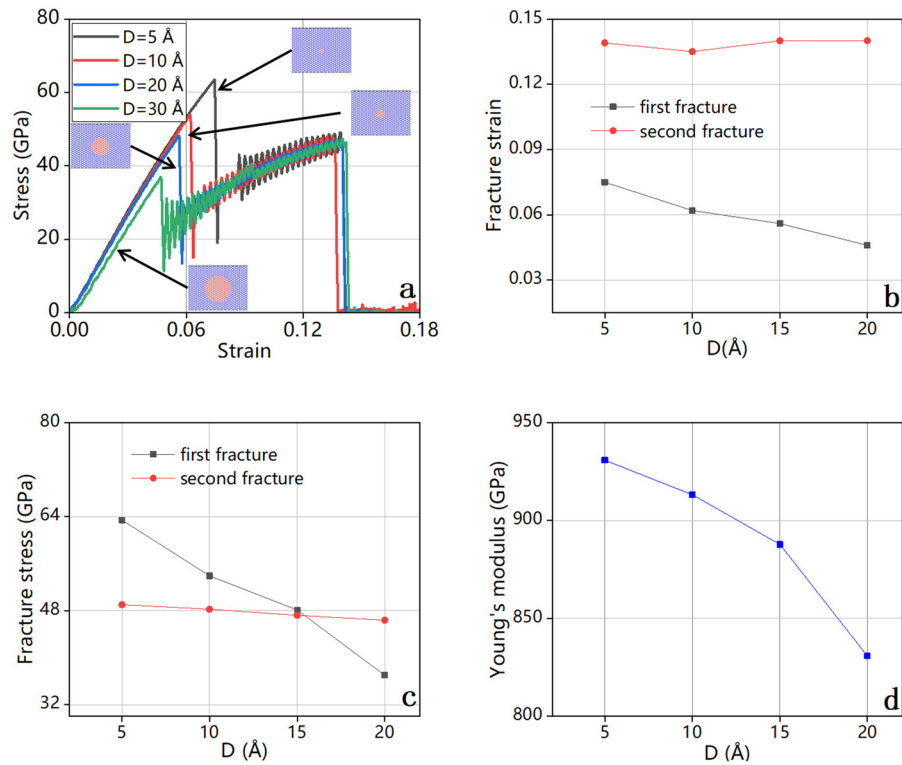 80
60
40
20
0
Stress (GPa)
D=5 Å
D=10 Å
D=20 Å
D=30 Å
a
0.00
0.06
0.12
0.18
Strain
0.15
0.12
0.09
0.06
0.03
Fracture strain
first fracture
second fracture
b
5
10
15
20
D(Å)
80
64
48
32
Fracture stress (GPa)
first fracture
second fracture
c
5
10
15
20
D (Å)
950
900
850
800
Young's modulus (GPa)
d
5
10
15
20
D (Å)